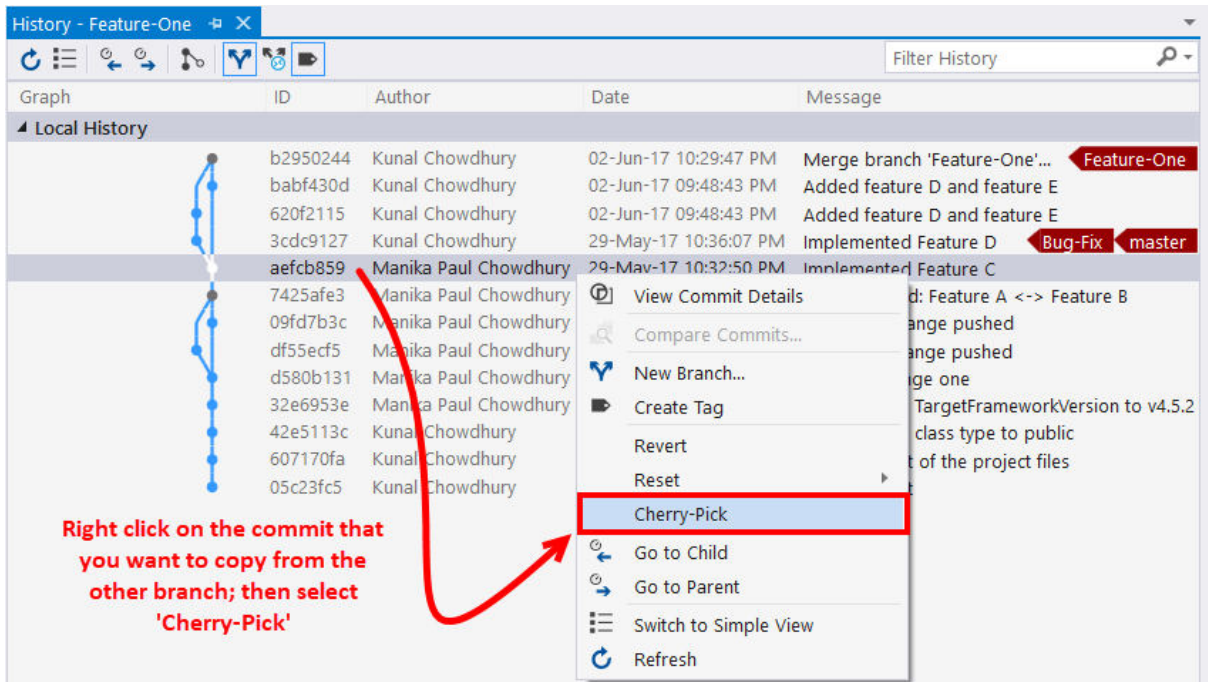 History - Feature-One
Filter History
Graph ID Author Date Message
Local History
b2950244 Kunal Chowdhury 02-Jun-17 10:29:47 PM Merge branch 'Feature-One'... Feature-One
babf430d Kunal Chowdhury 02-Jun-17 09:48:43 PM Added feature D and feature E
620f2115 Kunal Chowdhury 02-Jun-17 09:48:43 PM Added feature D and feature E
3cdc9127 Kunal Chowdhury 29-May-17 10:36:07 PM Implemented Feature D Bug-Fix master
aefcb859 Manika Paul Chowdhury 29-May-17 10:32:50 PM Implemented Feature C
7425afe3 Manika Paul Chowdhury d: Feature A <-> Feature B
09fd7b3c Manika Paul Chowdhury ange pushed
df55ecf5 Manika Paul Chowdhury ange pushed
d580b131 Manika Paul Chowdhury ge one
32e6953e Manika Paul Chowdhury TargetFrameworkVersion to v4.5.2
42e5113c Kunal Chowdhury class type to public
607170fa Kunal Chowdhury of the project files
05c23fc5 Kunal Chowdhury
View Commit Details
Compare Commits...
New Branch...
Create Tag
Revert
Reset
Cherry-Pick
Go to Child
Go to Parent
Switch to Simple View
Refresh
Right click on the commit that
you want to copy from the
other branch; then select
'Cherry-Pick'